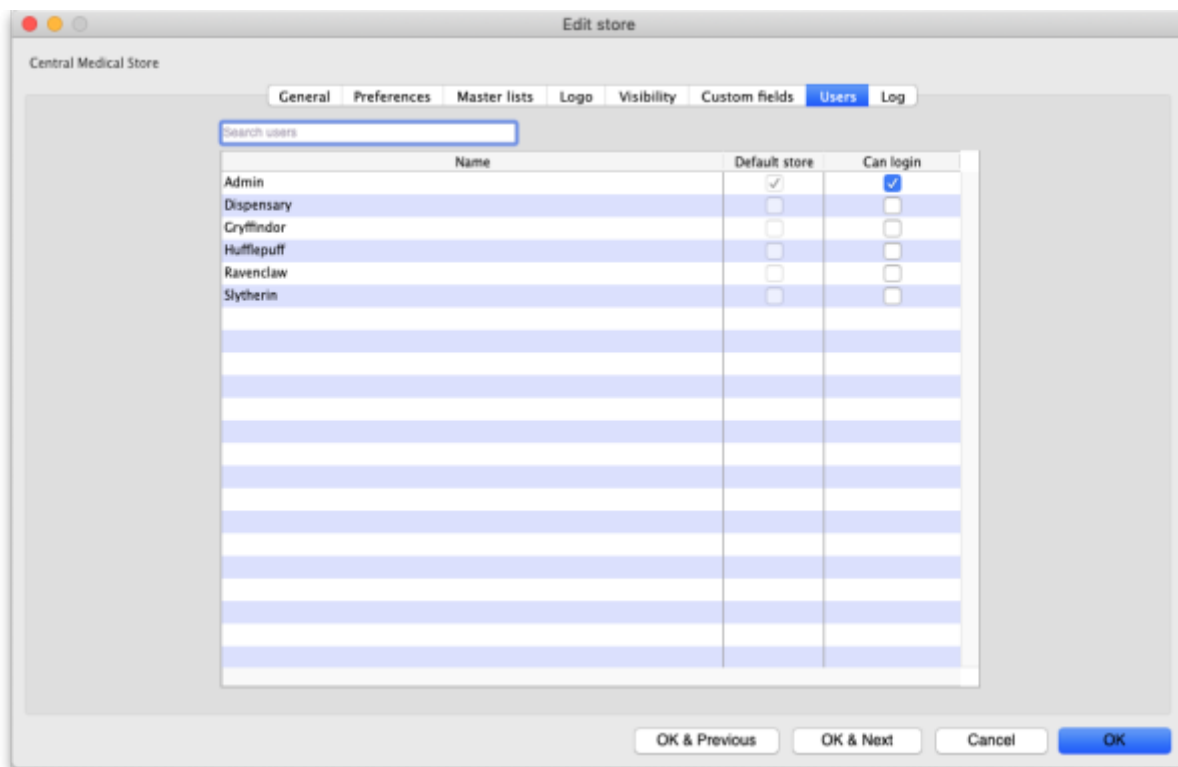 Edit store
Central Medical Store
General Preferences Master lists Logo Visibility Custom fields Users Log
Search users
Name Default store Can login
Admin
Dispensary
Gryffindor
Hufflepuff
Ravenclaw
Slytherin
OK & Previous OK & Next Cancel OK